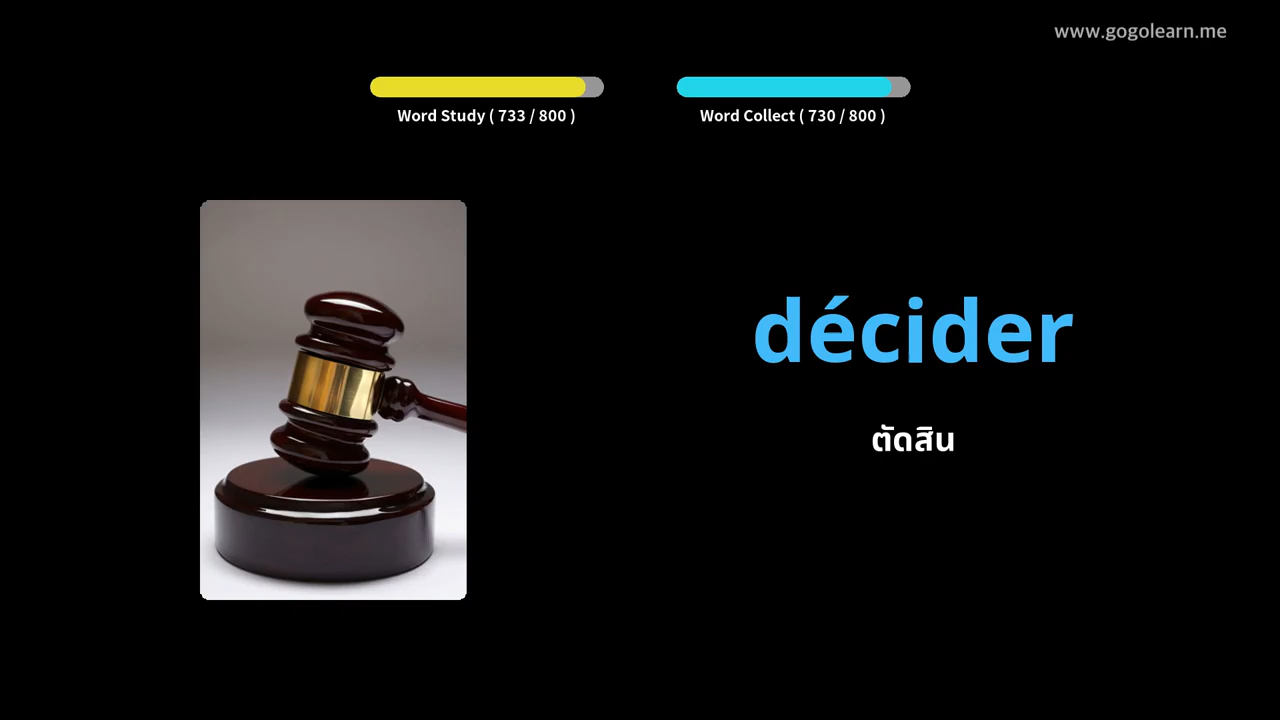 www.gogolearn.me
Word Study ( 733 / 800 )
Word Collect ( 730 / 800 )
décider
ตัดสิน